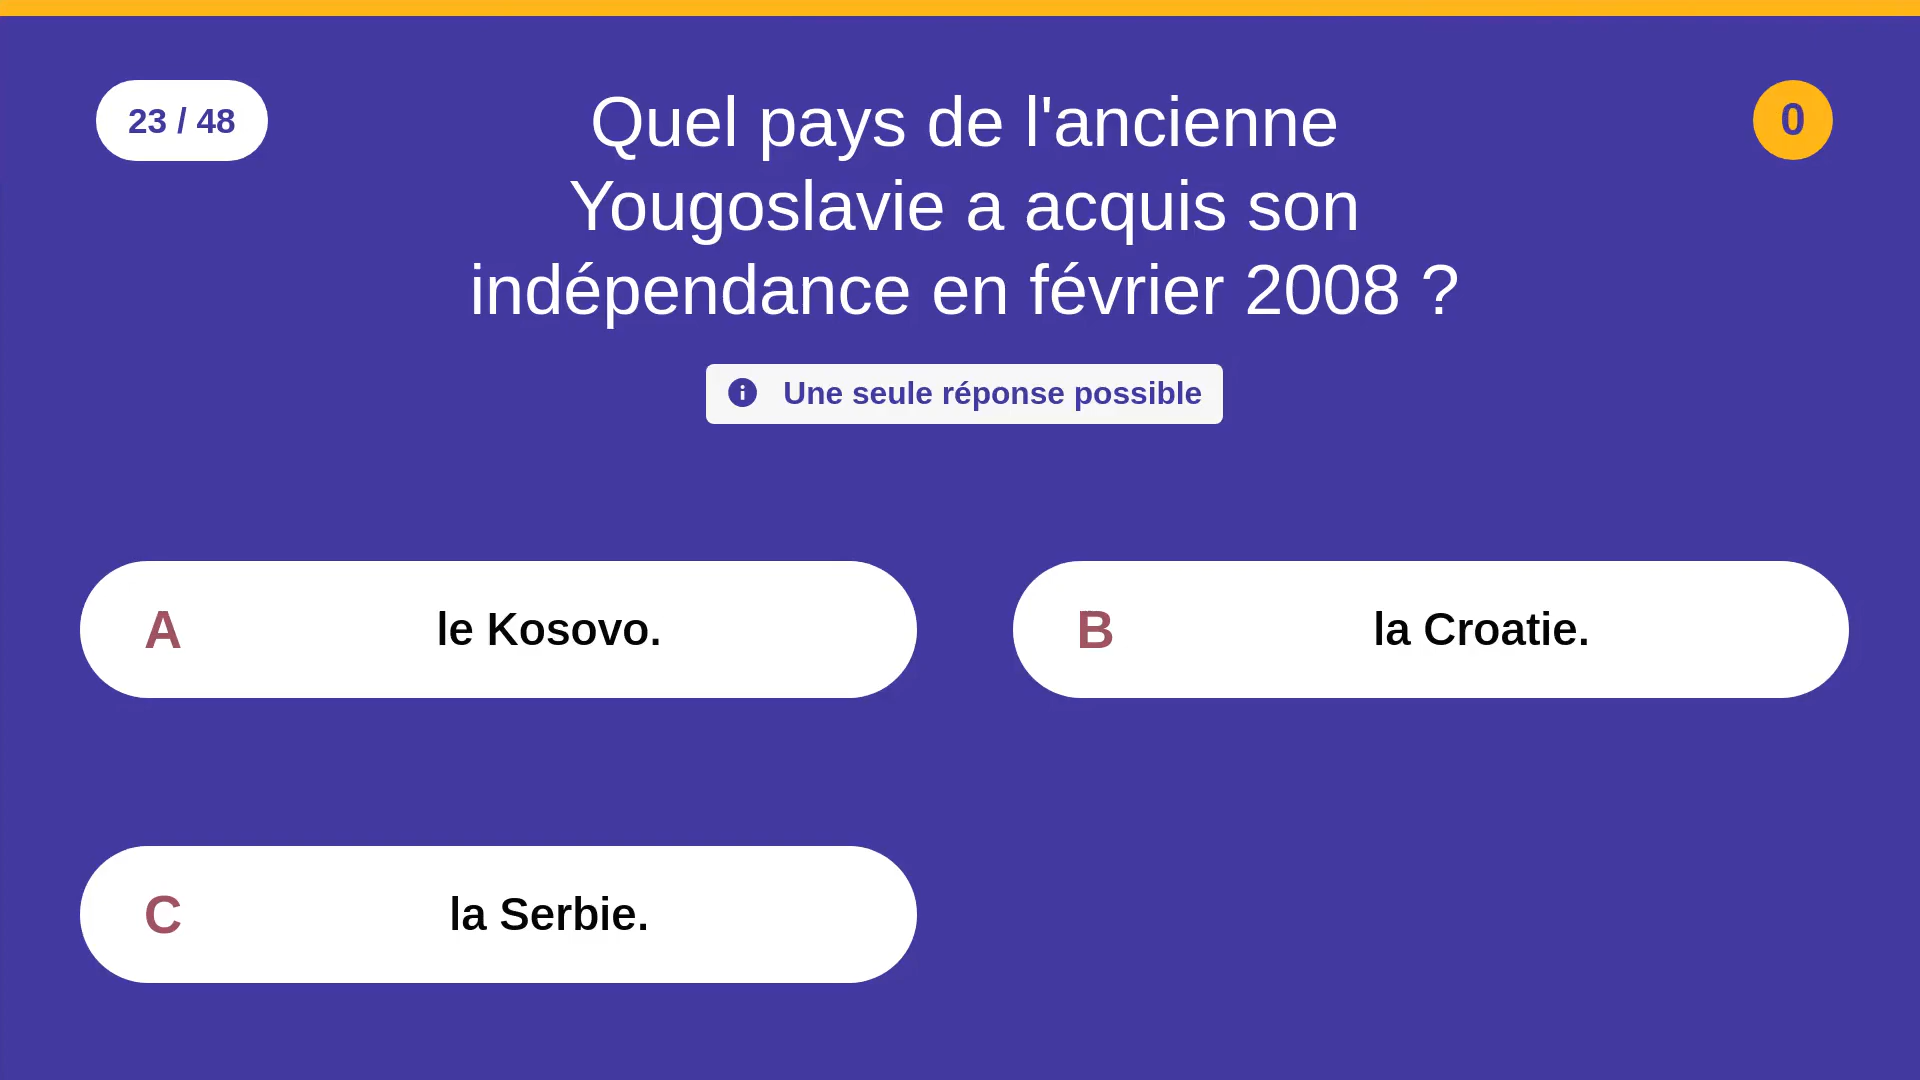 23 / 48
Quel pays de l'ancienne
Yougoslavie a acquis son
indépendance en février 2008 ?
0
Une seule réponse possible
A le Kosovo.
B la Croatie.
C la Serbie.